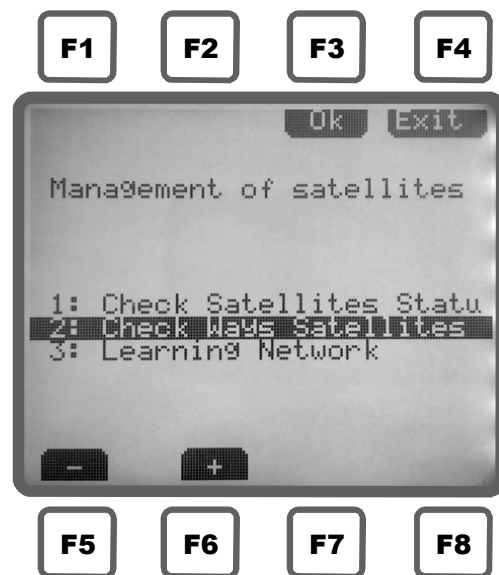 F1 F2 F3 F4
Ok Exit
Management of satellites
1: Check Satellites Statu
2: Check Ways Satellites
3: Learning Network
- +
F5 F6 F7 F8